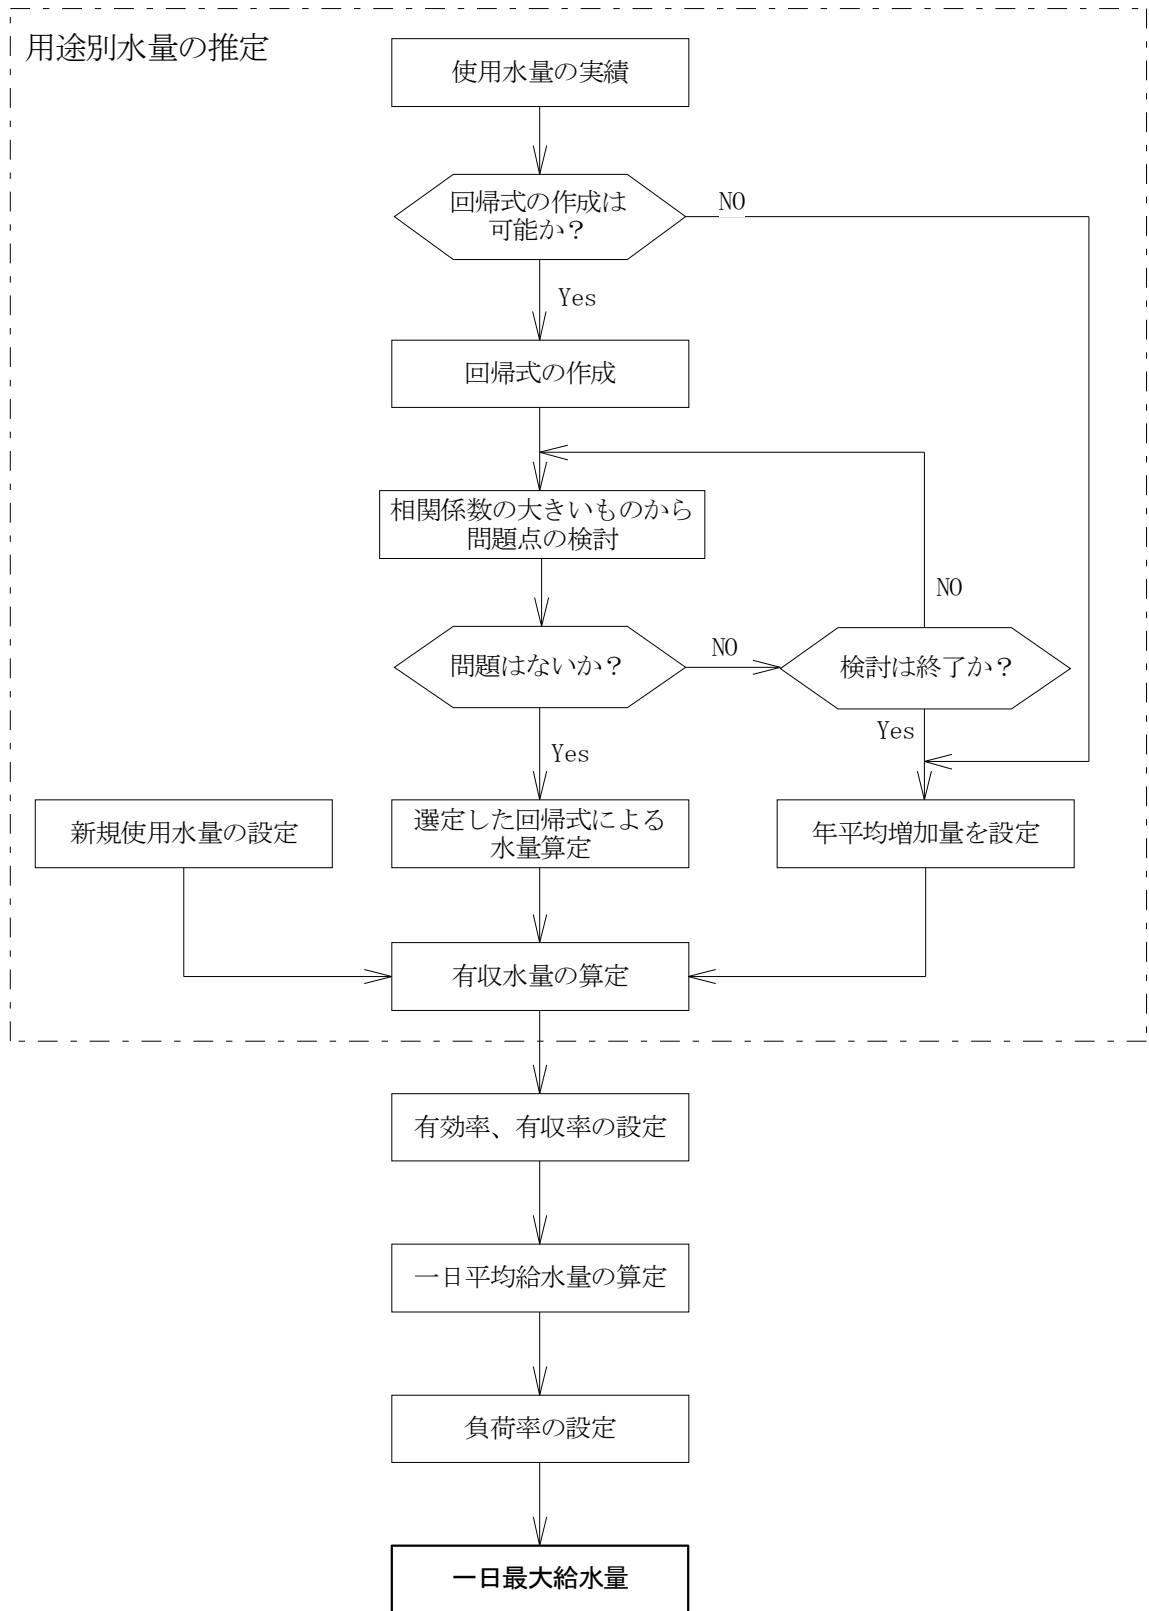 用途別水量の推定
使用水量の実績
回帰式の作成は
可能か？
NO
Yes
回帰式の作成
相関係数の大きいものから
問題点の検討
NO
問題はないか？
NO
検討は終了か？
Yes
Yes
新規使用水量の設定
選定した回帰式による
水量算定
年平均増加量を設定
有収水量の算定
有効率、有収率の設定
一日平均給水量の算定
負荷率の設定
一日最大給水量